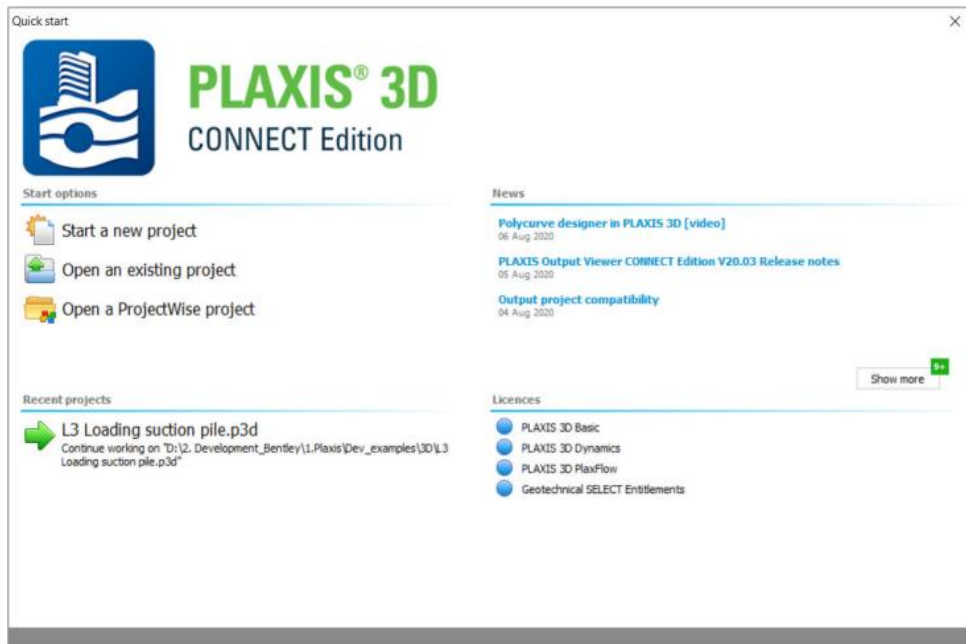 Quick start
PLAXIS® 3D
CONNECT Edition
Start options
Start a new project
Open an existing project
Open a ProjectWise project
News
Polycurve designer in PLAXIS 3D [video]
06 Aug 2020
PLAXIS Output Viewer CONNECT Edition V20.03 Release notes
05 Aug 2020
Output project compatibility
04 Aug 2020
9+
Show more
Recent projects
L3 Loading suction pile.p3d
Continue working on "D:\2. Development_Bentley\1.Plaxis\Dev_examples\3D\L3
Loading suction pile.p3d"
Licences
PLAXIS 3D Basic
PLAXIS 3D Dynamics
PLAXIS 3D PlaxFlow
Geotechnical SELECT Entitlements